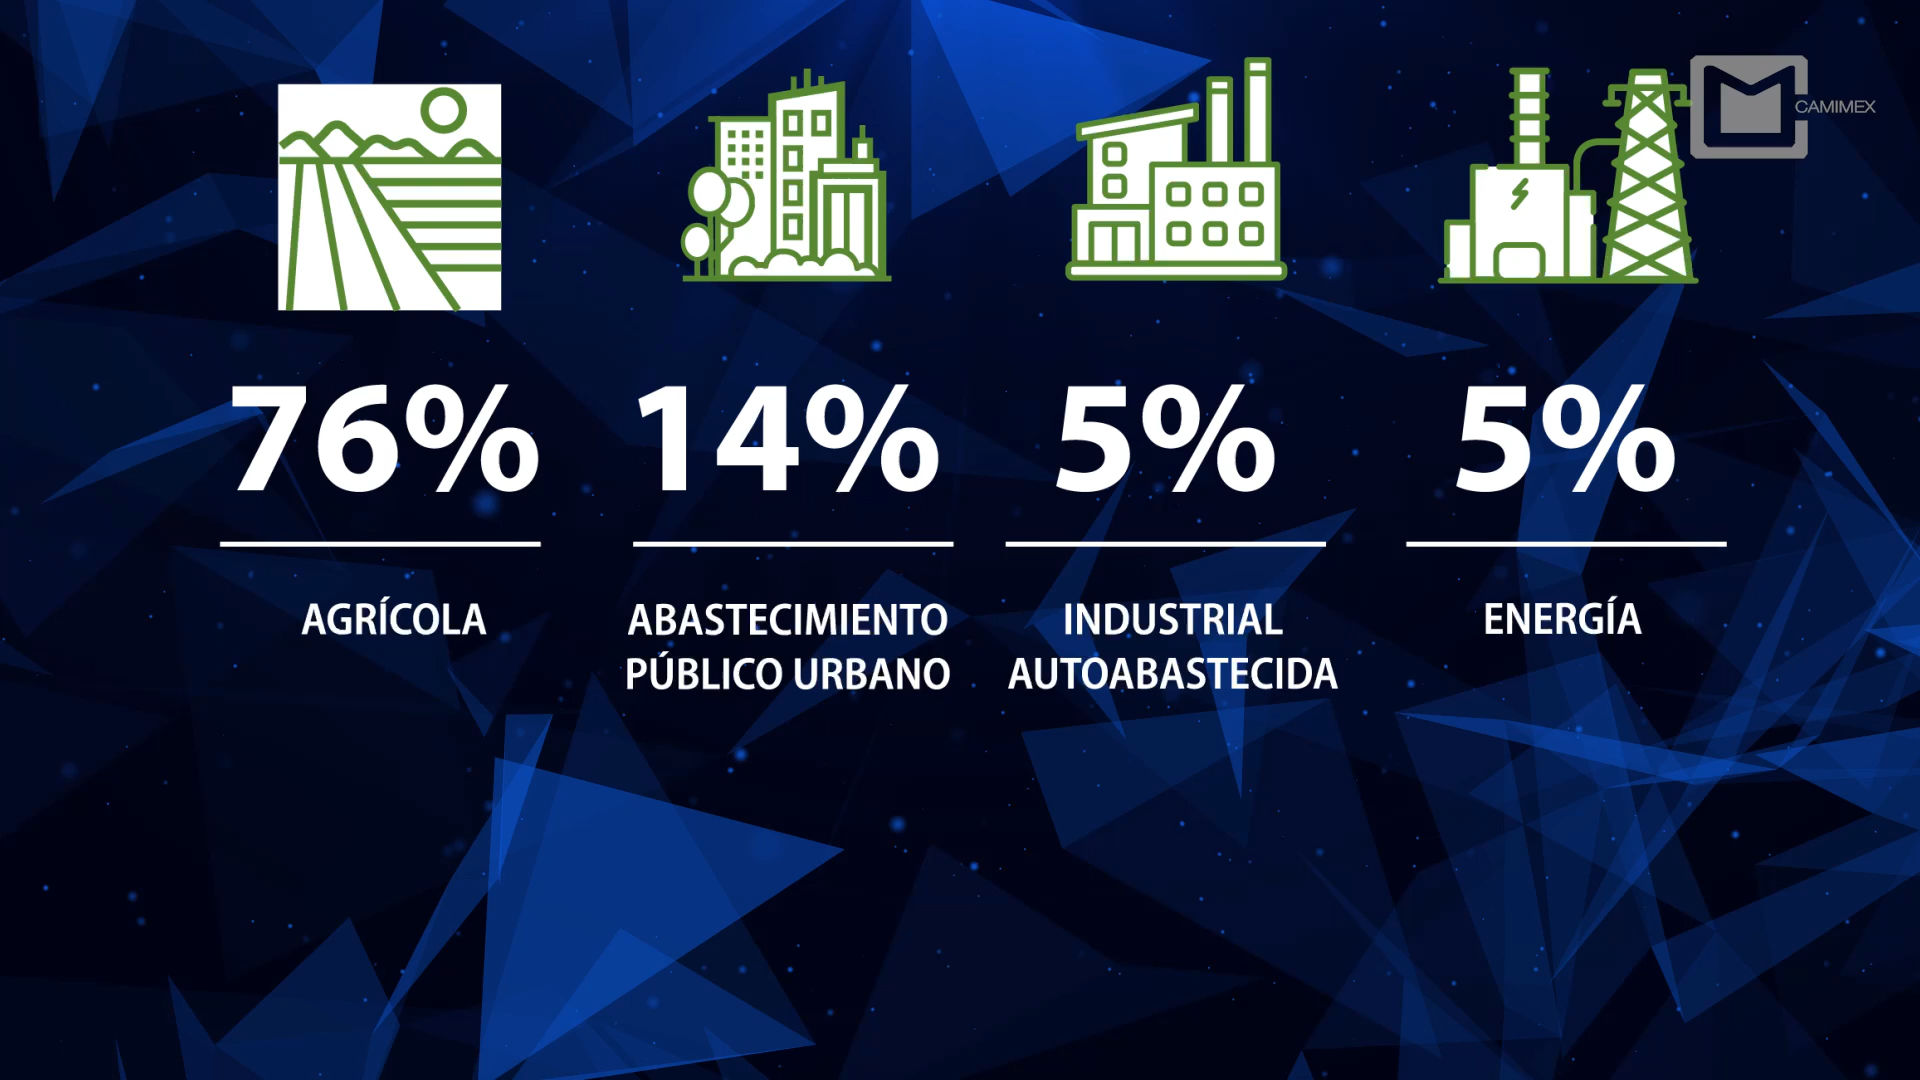 CAMIMEX
76%
14%
5%
5%
AGRÍCOLA
ABASTECIMIENTO
PÚBLICO URBANO
INDUSTRIAL
AUTOABASTECIDA
ENERGÍA